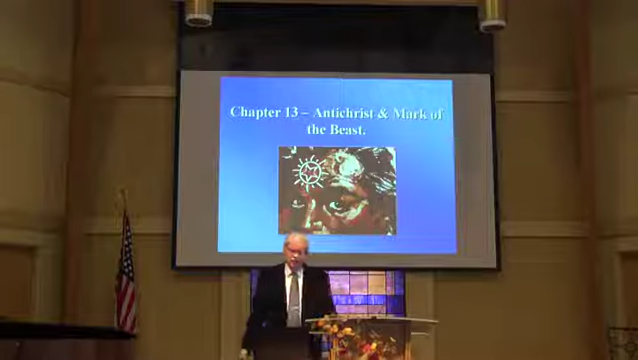 Chapter 13 – Antichrist & Mark of
the Beast.